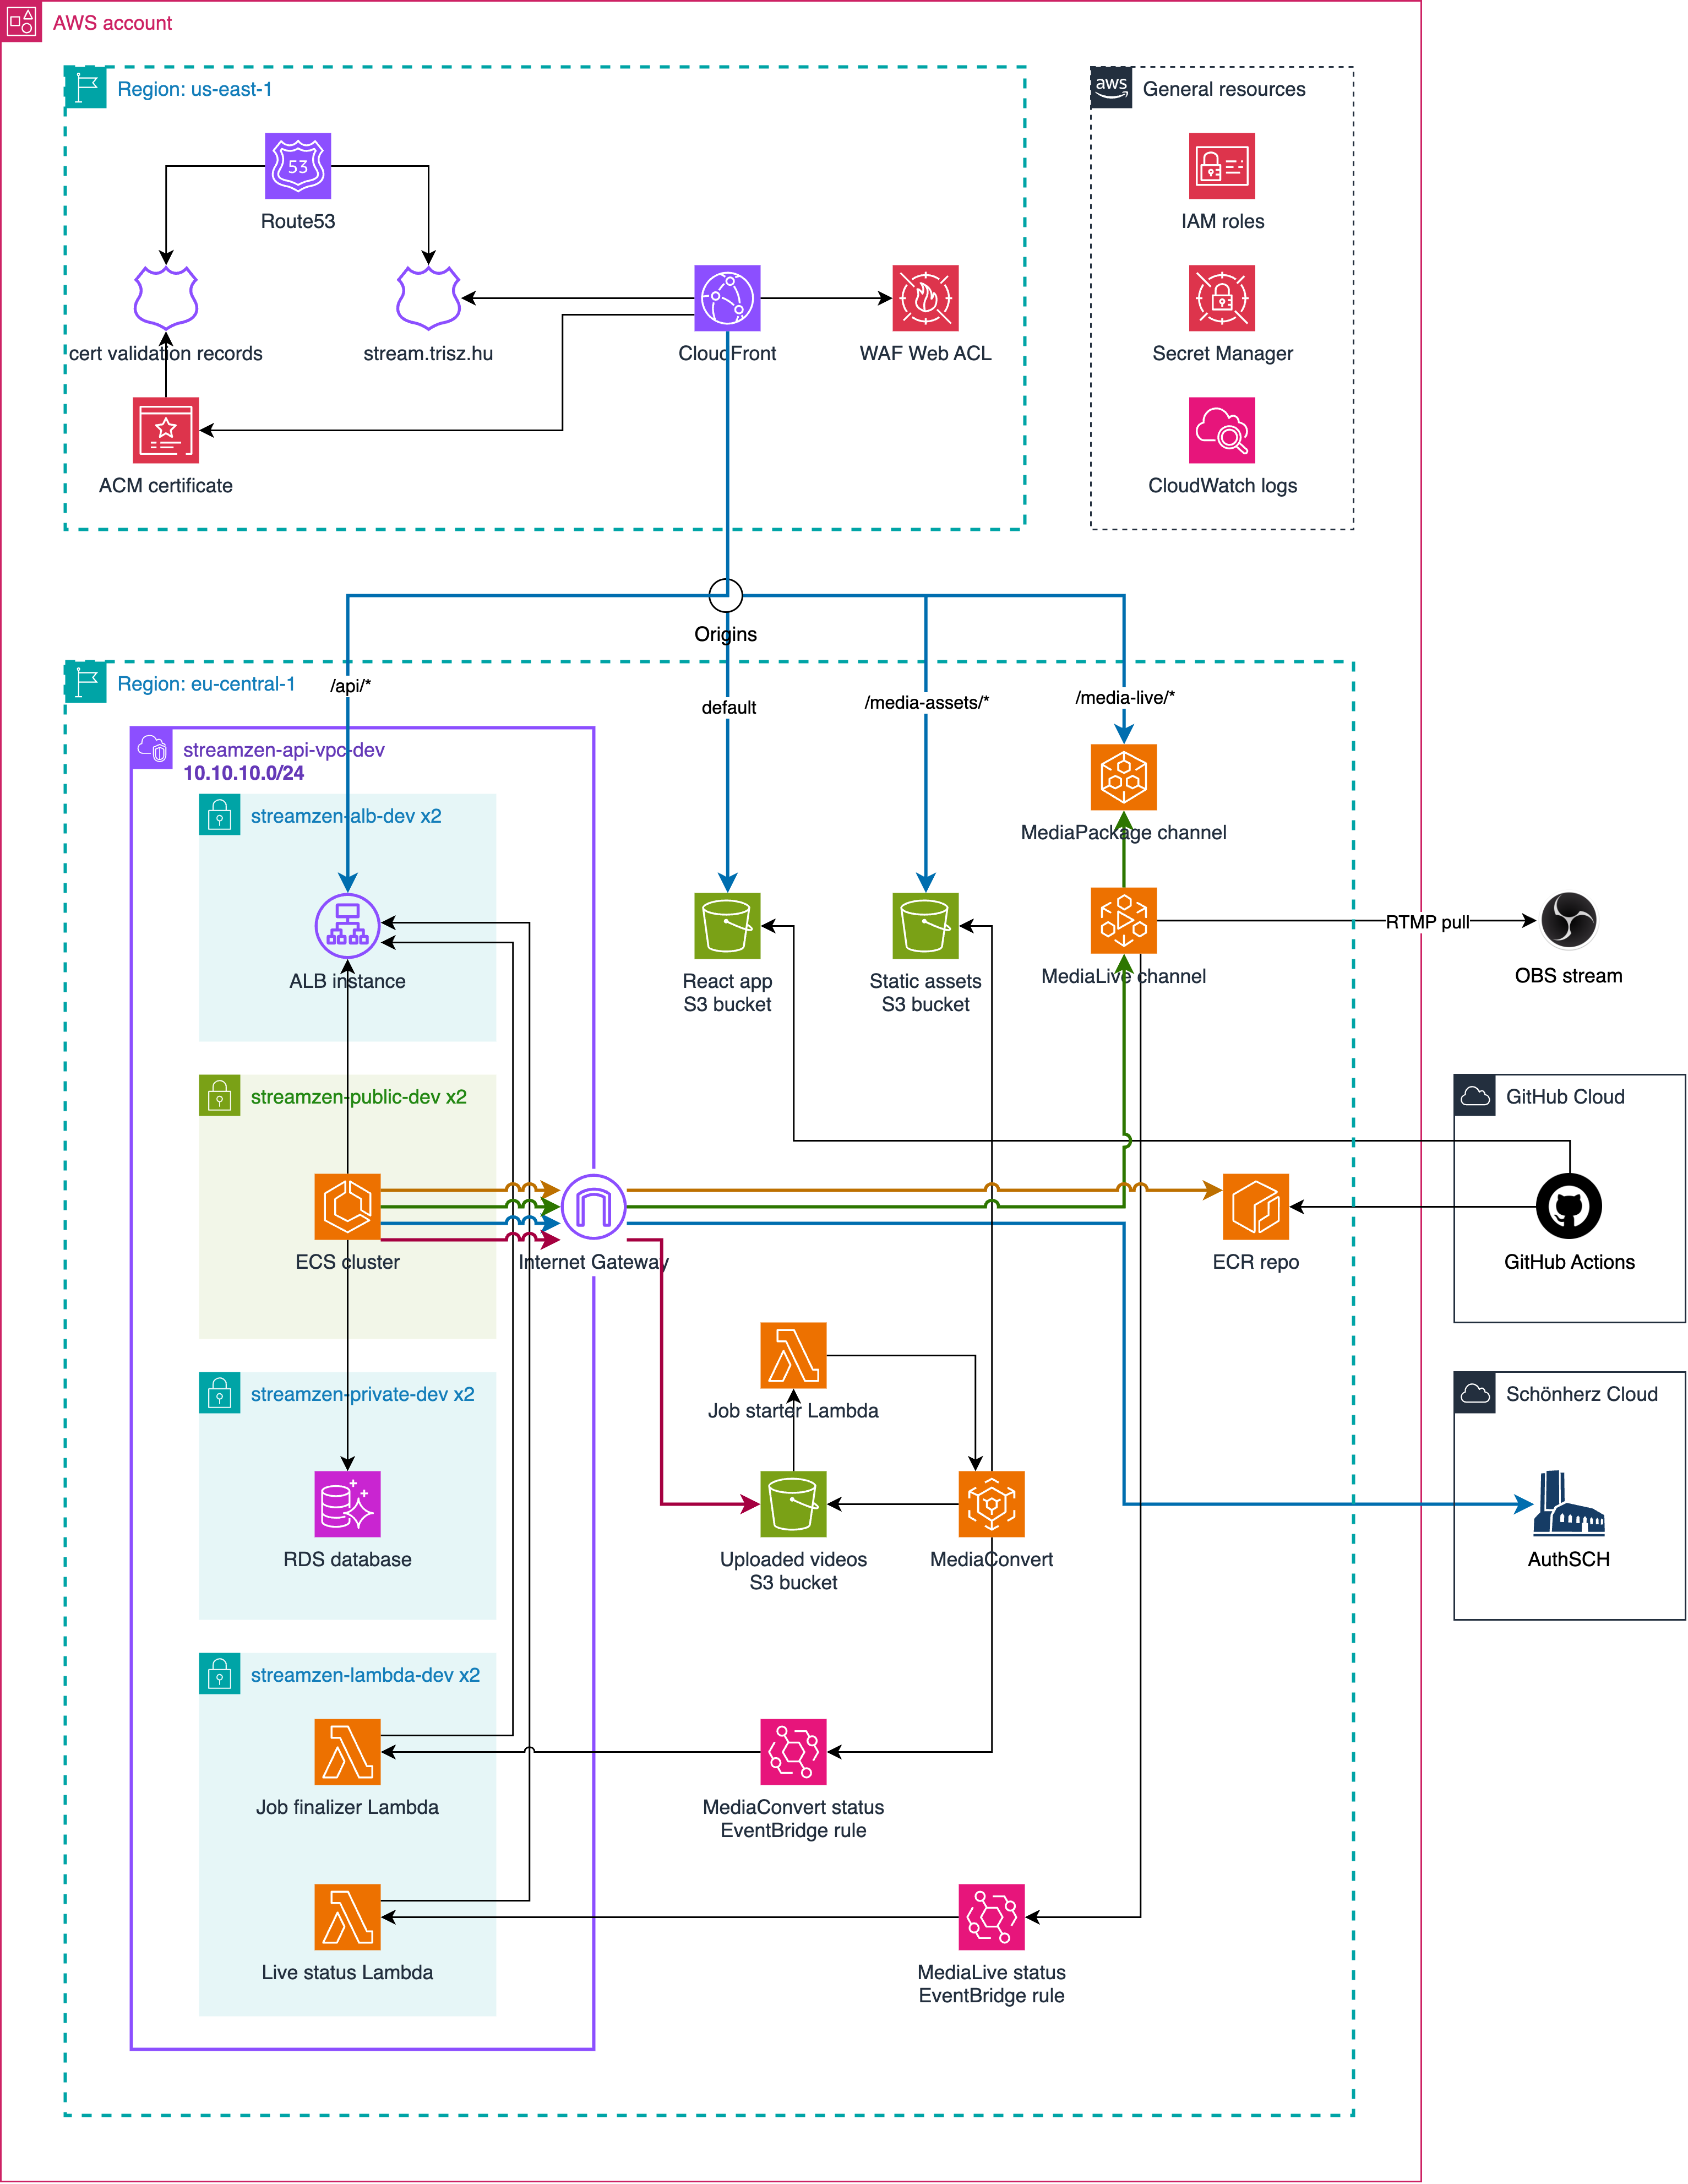 AWS account
Region: us-east-1
aws
General resources
53
Route53
IAM roles
cert validation records
stream.trisz.hu
CloudFront
WAF Web ACL
Secret Manager
ACM certificate
CloudWatch logs
Origins
Region: eu-central-1
/api/*
default
/media-assets/*
/media-live/*
streamzen-api-vpc-dev
10.10.10.0/24
streamzen-alb-dev x2
MediaPackage channel
ALB instance
React app
S3 bucket
Static assets
S3 bucket
MediaLive channel
RTMP pull
OBS stream
streamzen-public-dev x2
GitHub Cloud
ECS cluster
Internet Gateway
ECR repo
GitHub Actions
streamzen-private-dev x2
Job starter Lambda
Schönherz Cloud
RDS database
Uploaded videos
S3 bucket
MediaConvert
AuthSCH
streamzen-lambda-dev x2
Job finalizer Lambda
MediaConvert status
EventBridge rule
Live status Lambda
MediaLive status
EventBridge rule